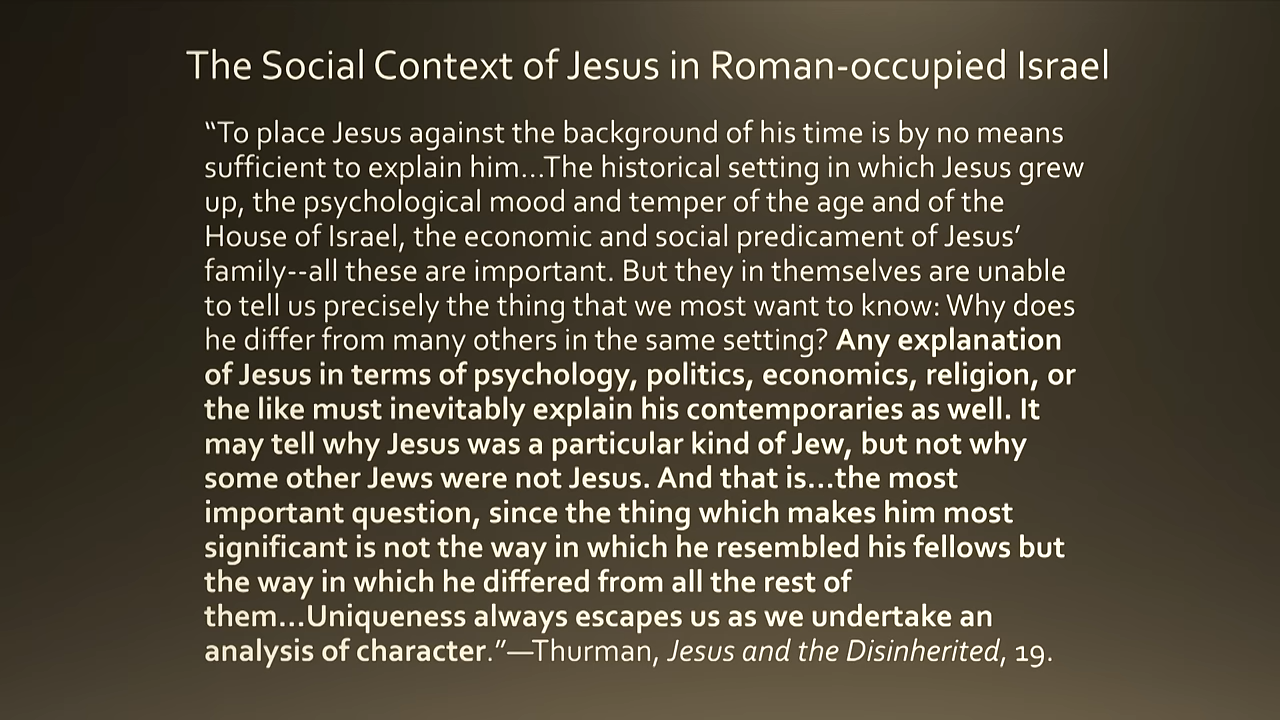 The Social Context of Jesus in Roman-occupied Israel
“To place Jesus against the background of his time is by no means
sufficient to explain him...The historical setting in which Jesus grew
up, the psychological mood and temper of the age and of the
House of Israel, the economic and social predicament of Jesus’
family--all these are important. But they in themselves are unable
to tell us precisely the thing that we most want to know: Why does
he differ from many others in the same setting? Any explanation
of Jesus in terms of psychology, politics, economics, religion, or
the like must inevitably explain his contemporaries as well. It
may tell why Jesus was a particular kind of Jew, but not why
some other Jews were not Jesus. And that is...the most
important question, since the thing which makes him most
significant is not the way in which he resembled his fellows but
the way in which he differed from all the rest of
them...Uniqueness always escapes us as we undertake an
analysis of character.”—Thurman, Jesus and the Disinherited, 19.